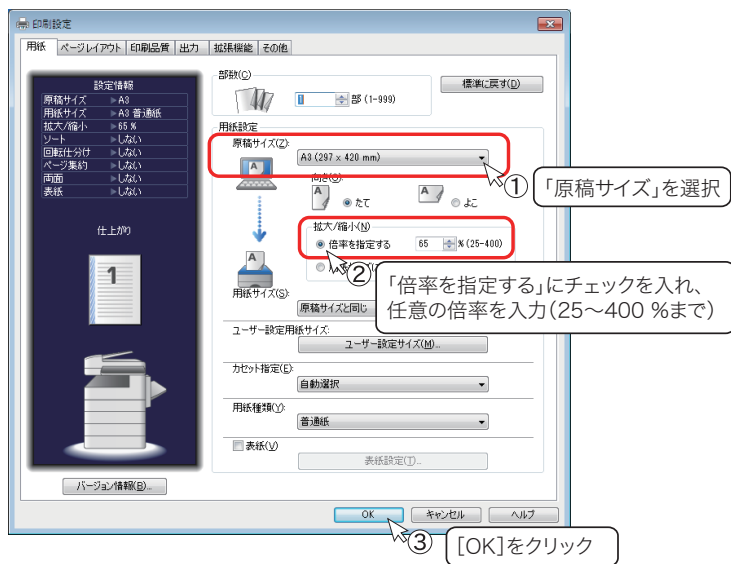 印刷設定
用紙 ページレイアウト 印刷品質 出力 拡張機能 その他
設定情報
原稿サイズ ▶A3
用紙サイズ ▶A3 普通紙
拡大/縮小 ▶65 %
ソート ▶しない
回転仕分け ▶しない
ページ集約 ▶しない
両面 ▶しない
表紙 ▶しない
仕上がり
1
バージョン情報(B)...
部数(C)
1 部 (1-999)
標準に戻す(D)
用紙設定
原稿サイズ(Z):
A3 (297 x 420 mm)
① 「原稿サイズ」を選択
向き(O):
A たて A よこ
拡大/縮小(N)
倍率を指定する 65 % (25-400)
②
「倍率を指定する」にチェックを入れ、
任意の倍率を入力(25〜400 %まで)
用紙サイズ(S):
原稿サイズと同じ
ユーザー設定用紙サイズ:
ユーザー設定サイズ(M)...
カセット指定(E):
自動選択
用紙種類(Y):
普通紙
表紙(V)
表紙設定(T)...
OK キャンセル ヘルプ
③ [OK]をクリック